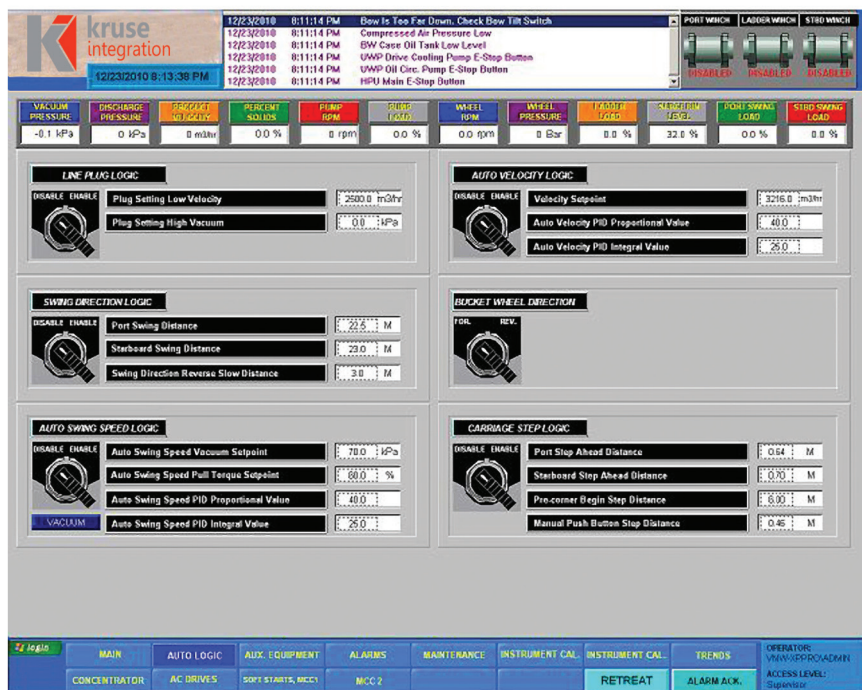 kruse
integration
12/23/2010 8:13:38 PM
12/23/2010 8:11:14 PM Bow Is Too Far Down. Check Bow Tilt Switch
12/23/2010 8:11:14 PM Compressed Air Pressure Low
12/23/2010 8:11:14 PM BW Case Oil Tank Low Level
12/23/2010 8:11:14 PM UWP Drive Cooling Pump E-Stop Button
12/23/2010 8:11:14 PM UWP Oil Circ. Pump E-Stop Button
12/23/2010 8:11:14 PM HPU Main E-Stop Button
PORT WINCH LADDER WINCH STBD WINCH
DISABLED DISABLED DISABLED
VACUUM PRESSURE
-0.1 kPa
DISCHARGE PRESSURE
0 kPa
PRODUCT VELOCITY
0 m3/hr
PERCENT SOLIDS
0.0 %
PUMP RPM
0 rpm
PUMP LOAD
0.0 %
WHEEL RPM
0.0 rpm
WHEEL PRESSURE
0 Bar
LADDER LOAD
0.0 %
LEVEL
32.0 %
PORT SWING LOAD
0.0 %
STBD SWING LOAD
0.0 %
LINE PLUG LOGIC
DISABLE ENABLE
Plug Setting Low Velocity 2500.0 m3/hr
Plug Setting High Vacuum 0.0 kPa
AUTO VELOCITY LOGIC
DISABLE ENABLE
Velocity Setpoint 3216.0 m3/hr
Auto Velocity PID Proportional Value 40.0
Auto Velocity PID Integral Value 25.0
SWING DIRECTION LOGIC
DISABLE ENABLE
Port Swing Distance 22.5 M
Starboard Swing Distance 23.0 M
Swing Direction Reverse Slow Distance 3.0 M
BUCKET WHEEL DIRECTION
FOR. REV.
AUTO SWING SPEED LOGIC
DISABLE ENABLE
Auto Swing Speed Vacuum Setpoint 70.0 kPa
Auto Swing Speed Pull Torque Setpoint 80.0 %
Auto Swing Speed PID Proportional Value 40.0
VACUUM
Auto Swing Speed PID Integral Value 25.0
CARRIAGE STEP LOGIC
DISABLE ENABLE
Port Step Ahead Distance 0.64 M
Starboard Step Ahead Distance 0.70 M
Pre-corner Begin Step Distance 6.00 M
Manual Push Button Step Distance 0.46 M
login
MAIN AUTO LOGIC AUX. EQUIPMENT ALARMS MAINTENANCE INSTRUMENT CAL. INSTRUMENT CAL. TRENDS
OPERATOR:
VMW-XPPRO\ADMIN
CONCENTRATOR AC DRIVES SOFT STARTS, MCC1 MCC 2 RETREAT ALARM ACK.
ACCESS LEVEL:
Supervisor